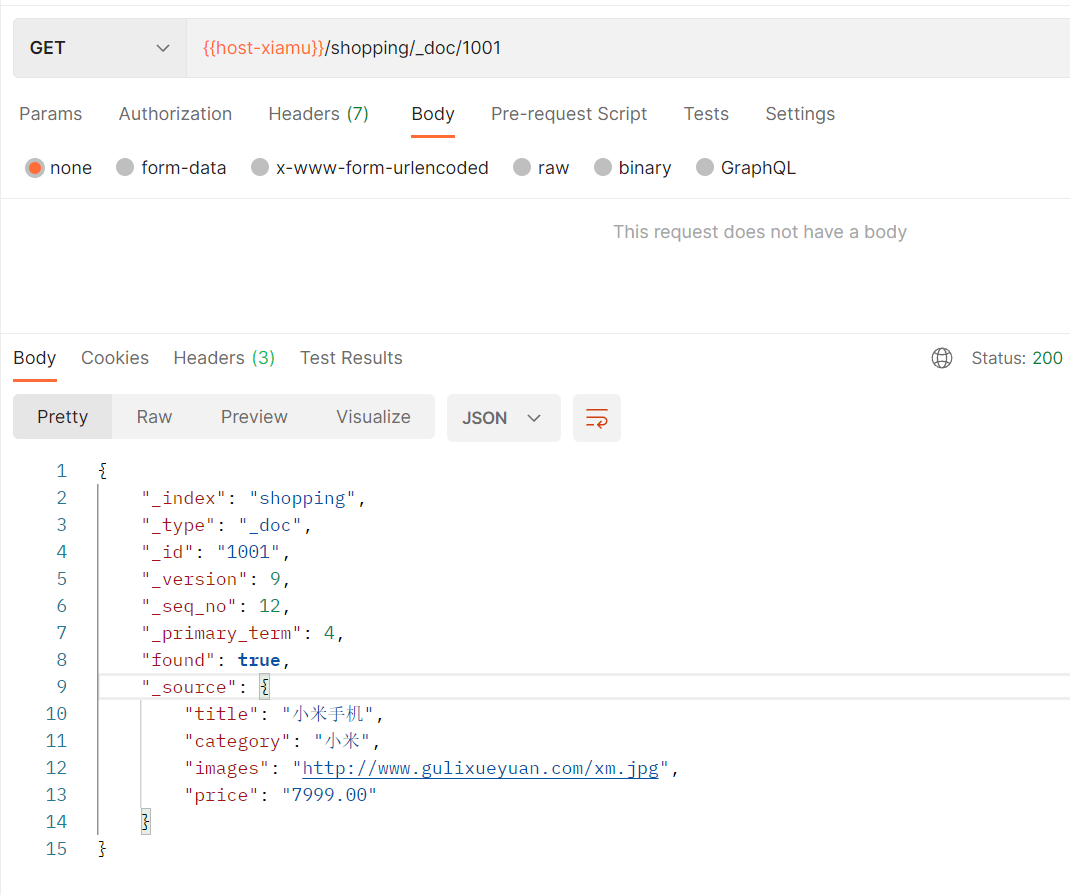 GET {{host-xiamu}}/shopping/_doc/1001
Params Authorization Headers (7) Body Pre-request Script Tests Settings
none form-data x-www-form-urlencoded raw binary GraphQL
This request does not have a body
Body Cookies Headers (3) Test Results Status: 200
Pretty Raw Preview Visualize JSON
1 {
2 "_index": "shopping",
3 "_type": "_doc",
4 "_id": "1001",
5 "_version": 9,
6 "_seq_no": 12,
7 "_primary_term": 4,
8 "found": true,
9 "_source": {
10 "title": "小米手机",
11 "category": "小米",
12 "images": "http://www.gulixueyuan.com/xm.jpg",
13 "price": "7999.00"
14 }
15 }